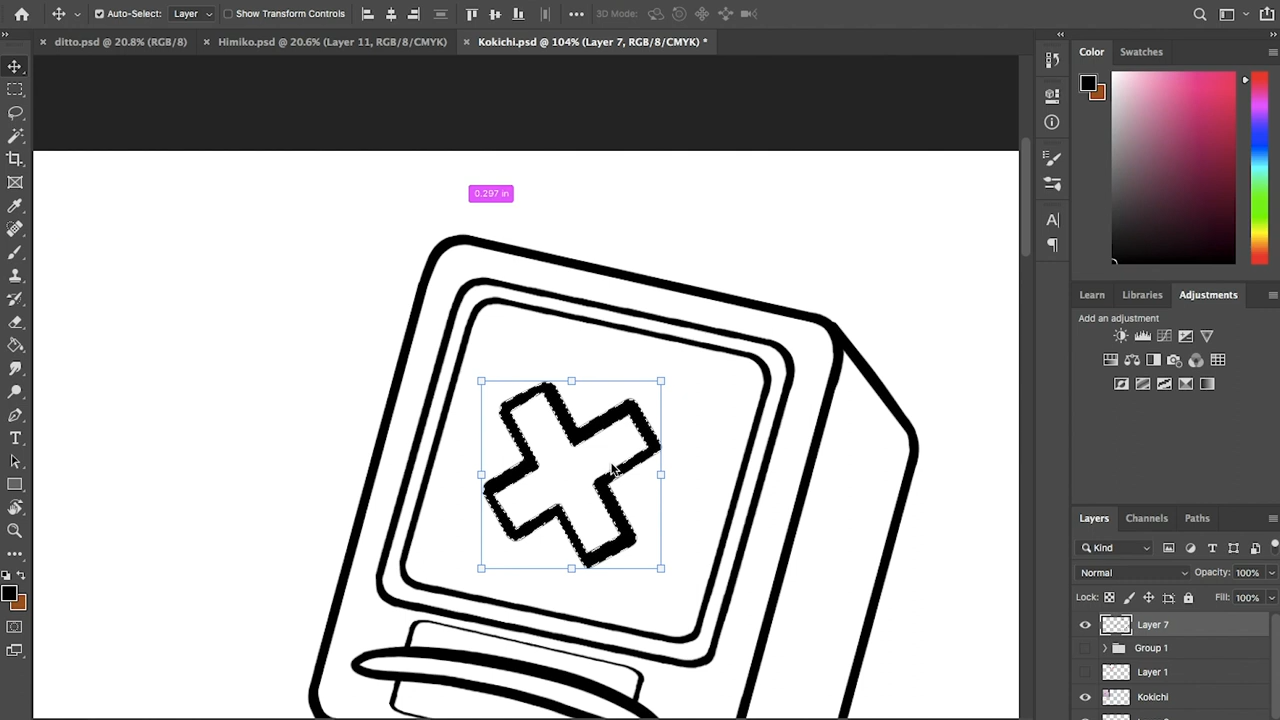 Auto-Select: Layer Show Transform Controls 3D Mode:
ditto.psd @ 20.8% (RGB/8) Himiko.psd @ 20.6% (Layer 11, RGB/8/CMYK) Kokichi.psd @ 104% (Layer 7, RGB/8/CMYK) *
Color Swatches
0.297 in
Learn Libraries Adjustments
Add an adjustment
Layers Channels Paths
Kind
Normal Opacity: 100%
Lock: Fill: 100%
Layer 7
Group 1
Layer 1
Kokichi